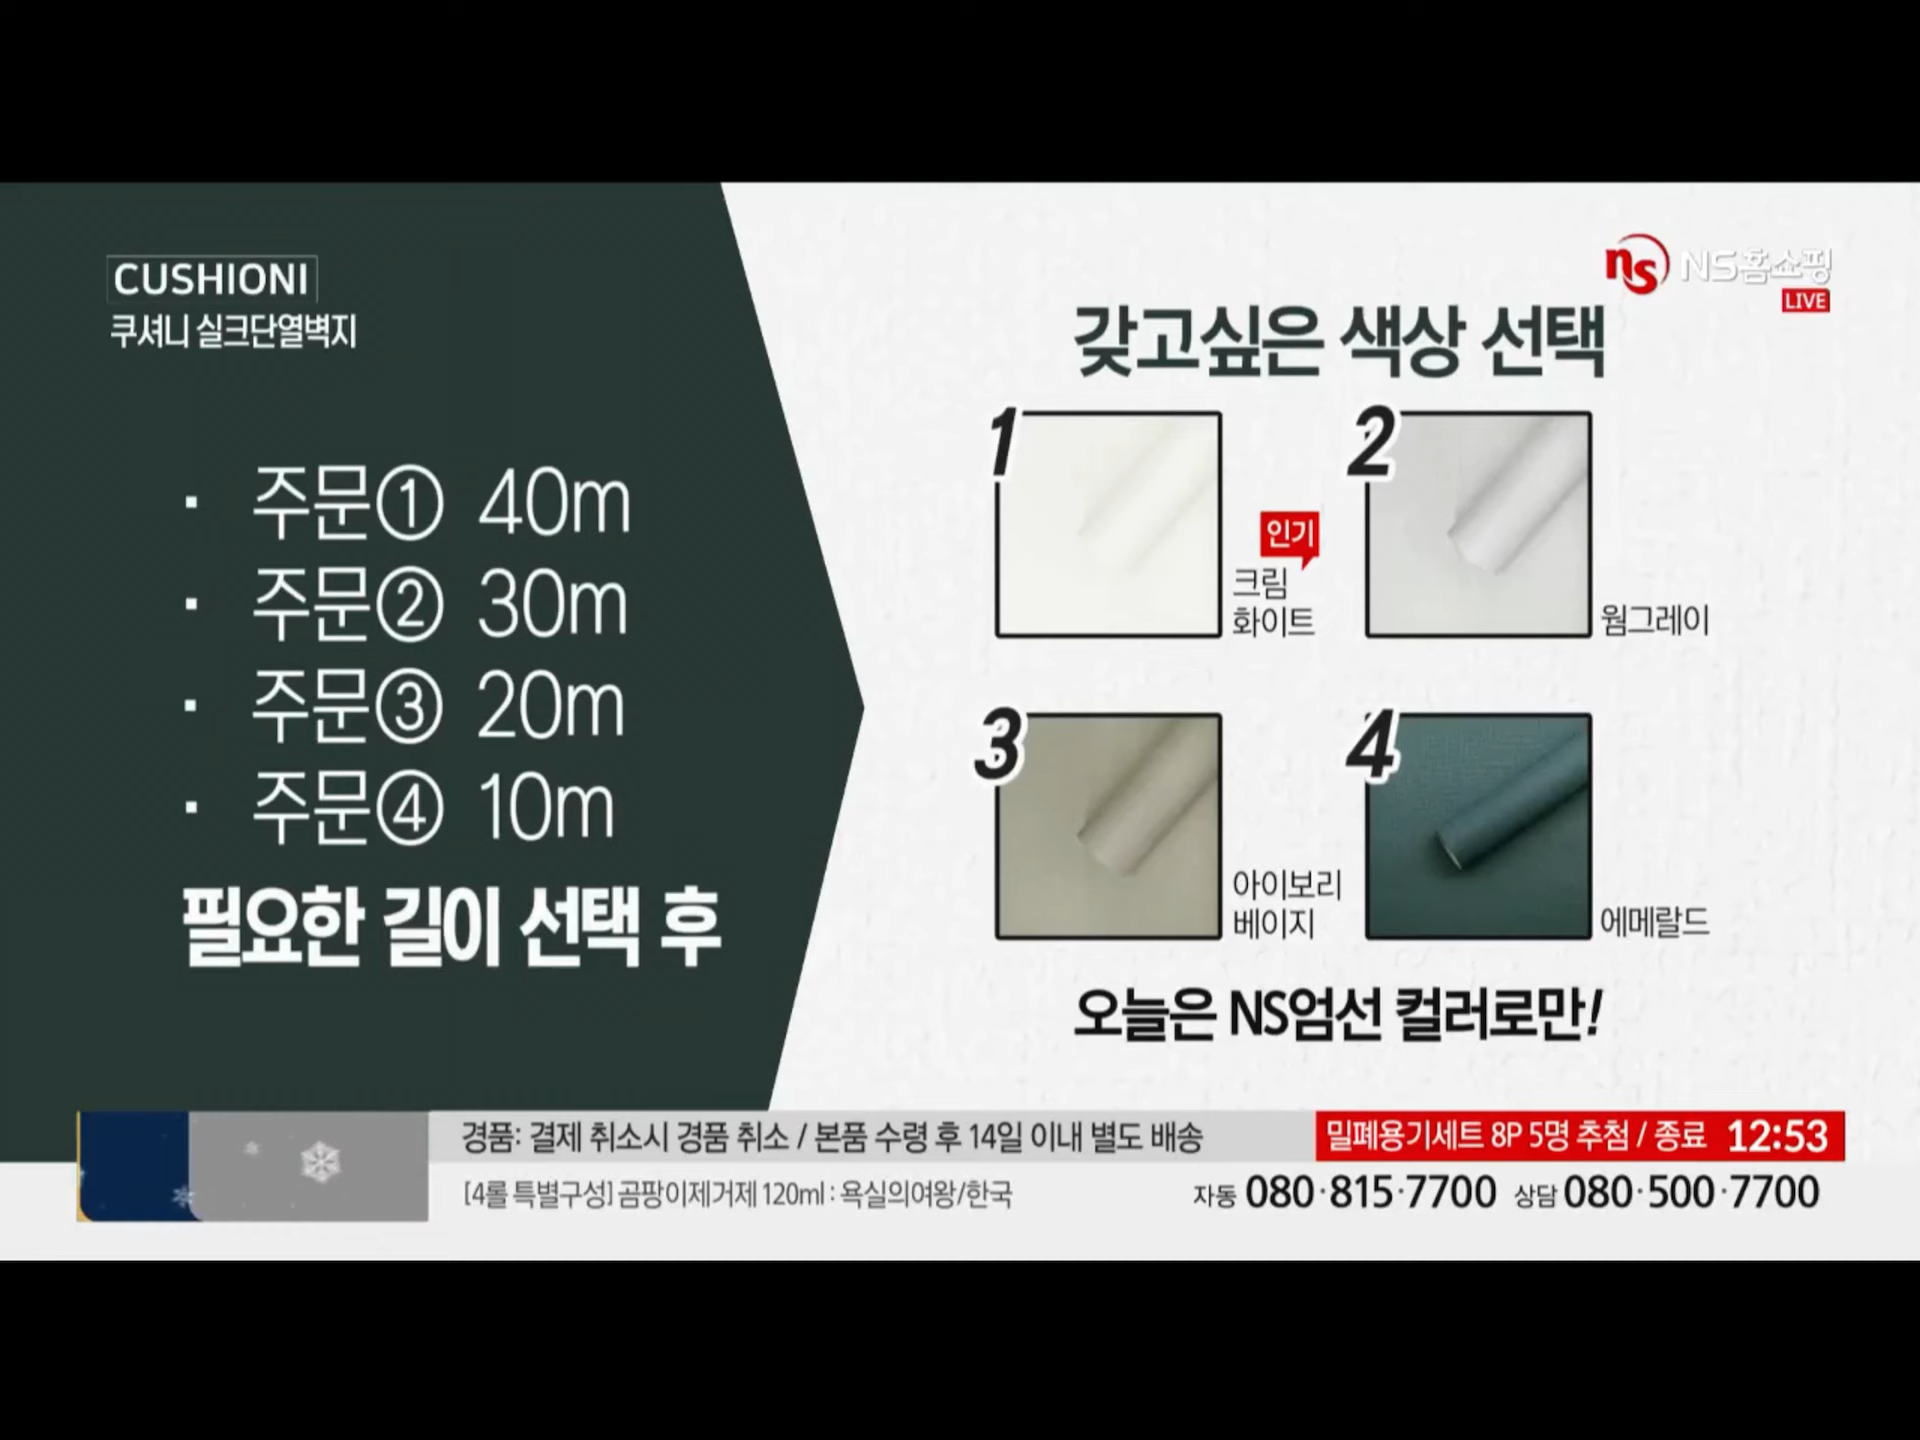 CUSHIONI
쿠셔니 실크단열벽지
· 주문① 40m
· 주문② 30m
· 주문③ 20m
· 주문④ 10m
필요한 길이 선택 후
ns NS홈쇼핑
LIVE
갖고싶은 색상 선택
1
인기
크림
화이트
2
웜그레이
3
아이보리
베이지
4
에메랄드
오늘은 NS엄선 컬러로만!
경품: 결제 취소시 경품 취소 / 본품 수령 후 14일 이내 별도 배송
밀폐용기세트 8P 5명 추첨 / 종료 12:53
[4롤 특별구성] 곰팡이제거제 120ml : 욕실의여왕/한국
자동 080·815·7700 상담 080·500·7700